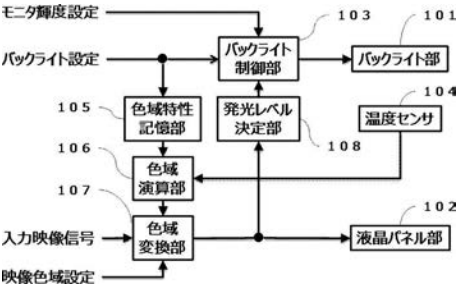 モニタ輝度設定
103
101
バックライト設定
バックライト
制御部
バックライト部
104
105
色域特性
記憶部
発光レベル
決定部
温度センサ
106
108
色域
演算部
107
102
入力映像信号
色域
変換部
液晶パネル部
映像色域設定